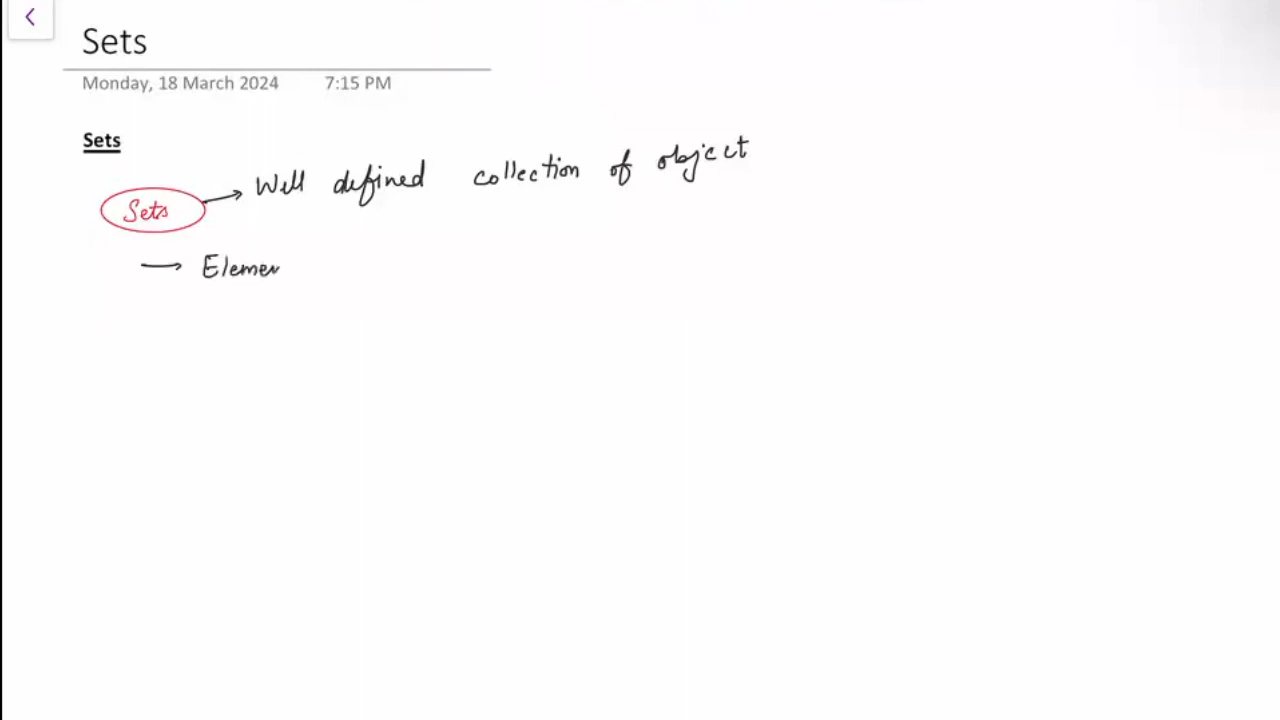 Sets
Monday, 18 March 2024 7:15 PM
Sets
Sets → Well defined collection of object
→ Elemen